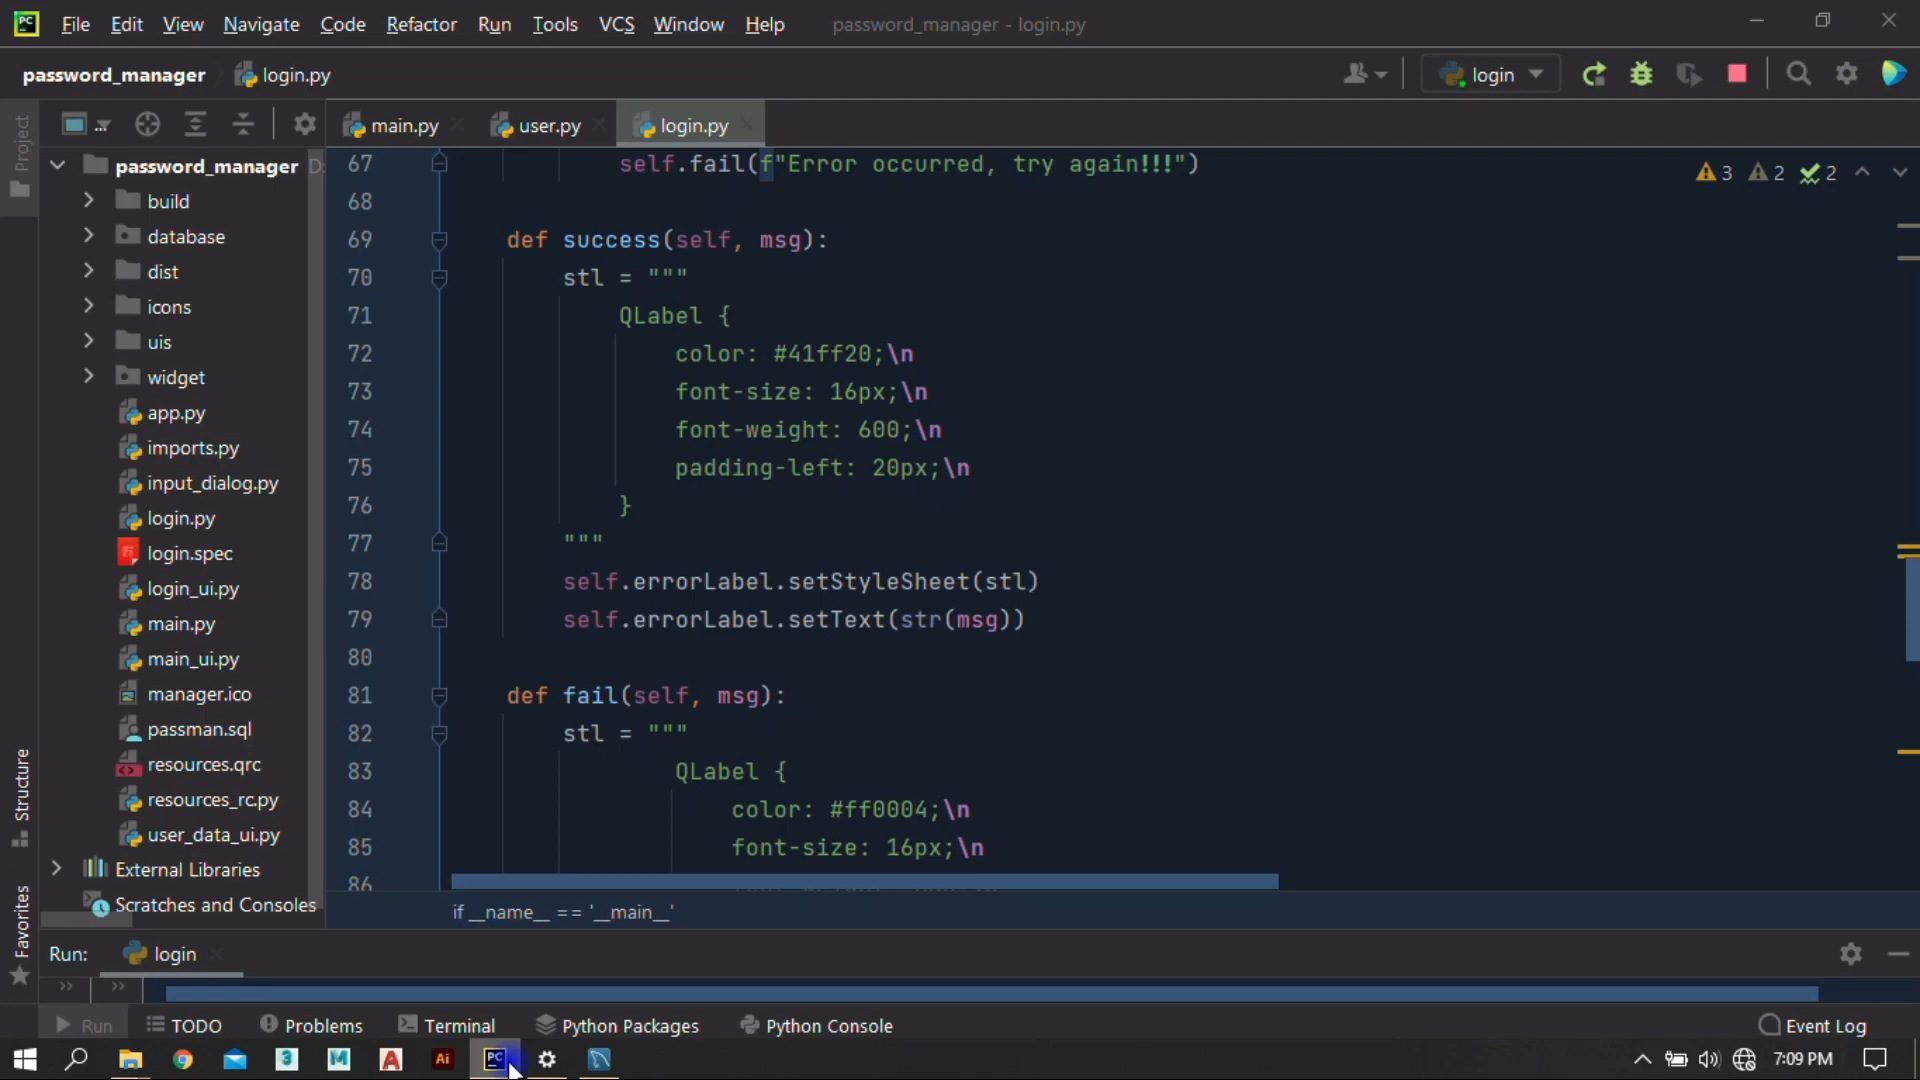 PC File Edit View Navigate Code Refactor Run Tools VCS Window Help password_manager - login.py
password_manager login.py login
Project ... main.py user.py login.py
password_manager D:
build
database
dist
icons
uis
widget
app.py
imports.py
input_dialog.py
login.py
login.spec
login_ui.py
main.py
main_ui.py
manager.ico
passman.sql
resources.qrc
resources_rc.py
user_data_ui.py
External Libraries
Scratches and Consoles
Structure
Favorites
3 2 2
67 self.fail(f"Error occurred, try again!!!")
68
69 def success(self, msg):
70 stl = """
71 QLabel {
72 color: #41ff20;\n
73 font-size: 16px;\n
74 font-weight: 600;\n
75 padding-left: 20px;\n
76 }
77 """
78 self.errorLabel.setStyleSheet(stl)
79 self.errorLabel.setText(str(msg))
80
81 def fail(self, msg):
82 stl = """
83 QLabel {
84 color: #ff0004;\n
85 font-size: 16px;\n
86
if __name__ == '__main__'
Run: login
Run TODO Problems Terminal Python Packages Python Console Event Log
3 M A Ai PC 7:09 PM